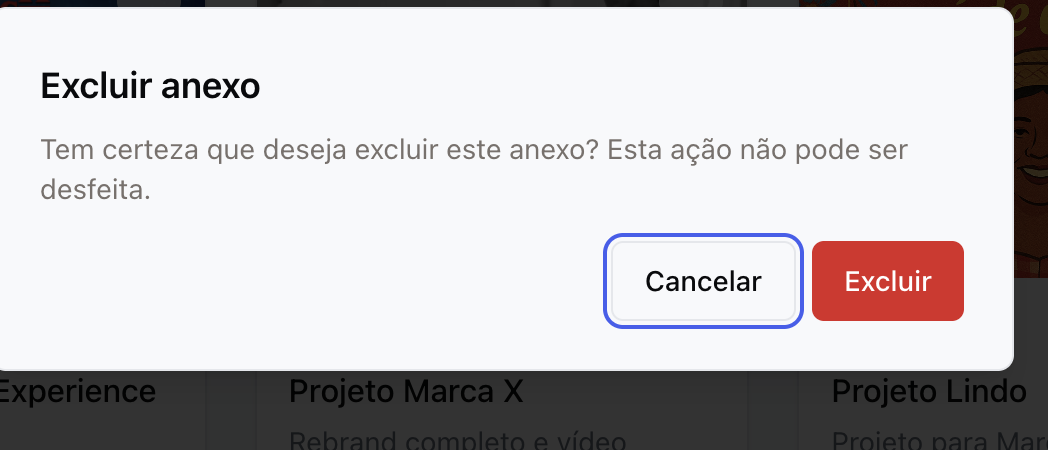 Excluir anexo
Tem certeza que deseja excluir este anexo? Esta ação não pode ser
desfeita.
Cancelar
Excluir
Experience
Projeto Marca X
Projeto Lindo
Rebrand completo e vídeo
Projeto para Marc